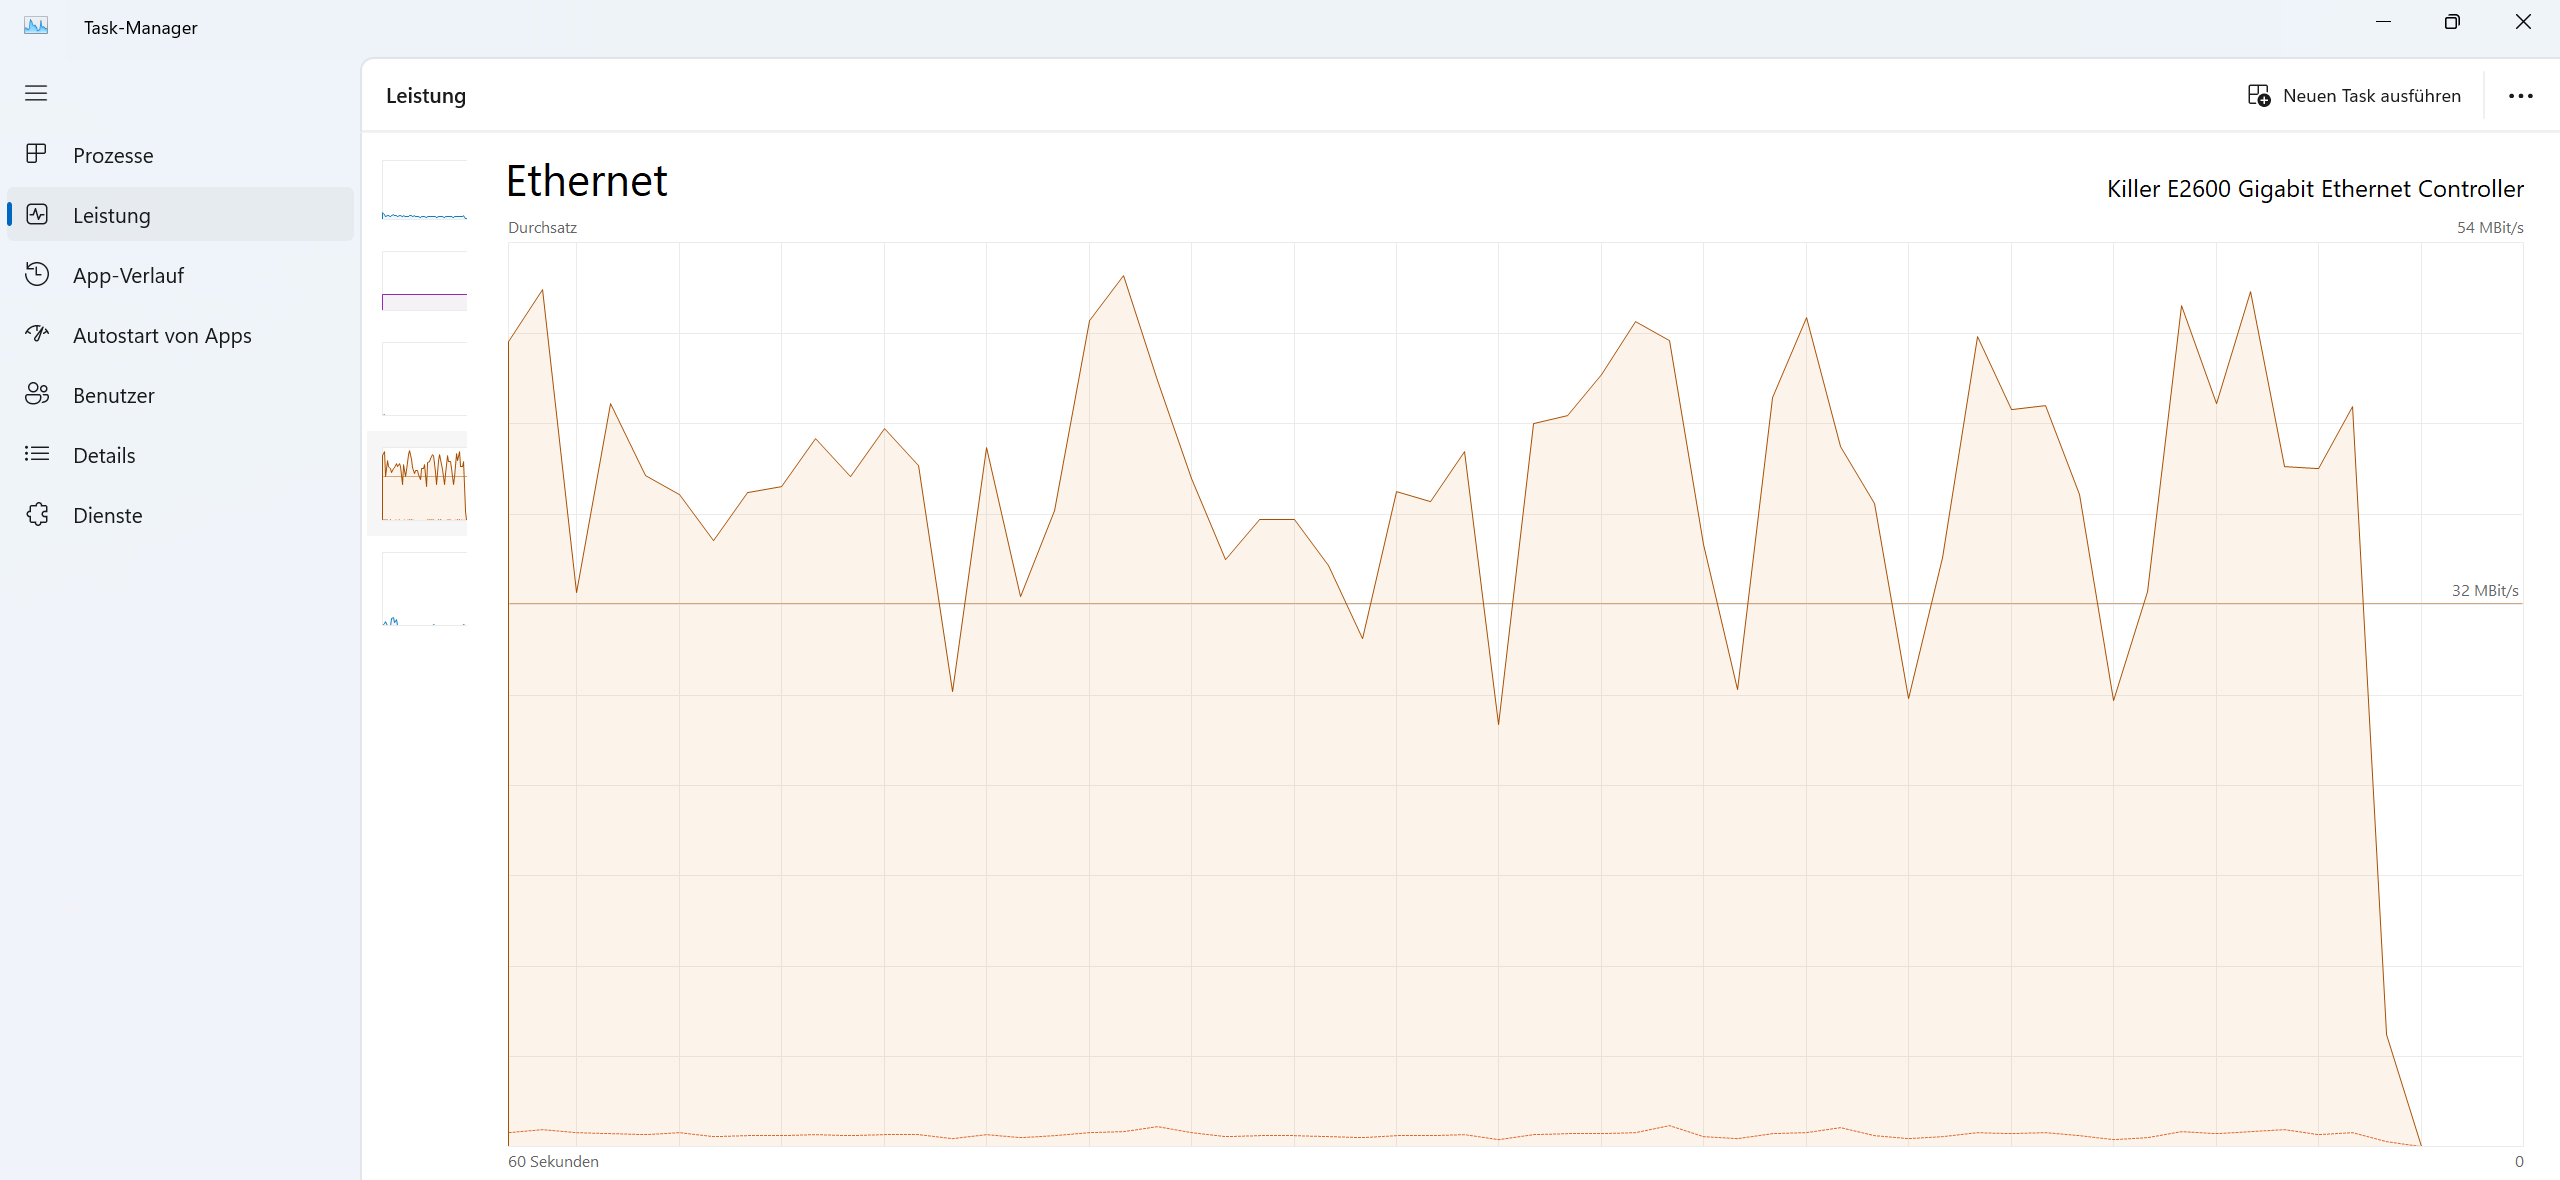 Task-Manager
Leistung
Neuen Task ausführen
Prozesse
Leistung
App-Verlauf
Autostart von Apps
Benutzer
Details
Dienste
Ethernet
Killer E2600 Gigabit Ethernet Controller
Durchsatz
54 MBit/s
32 MBit/s
60 Sekunden
0